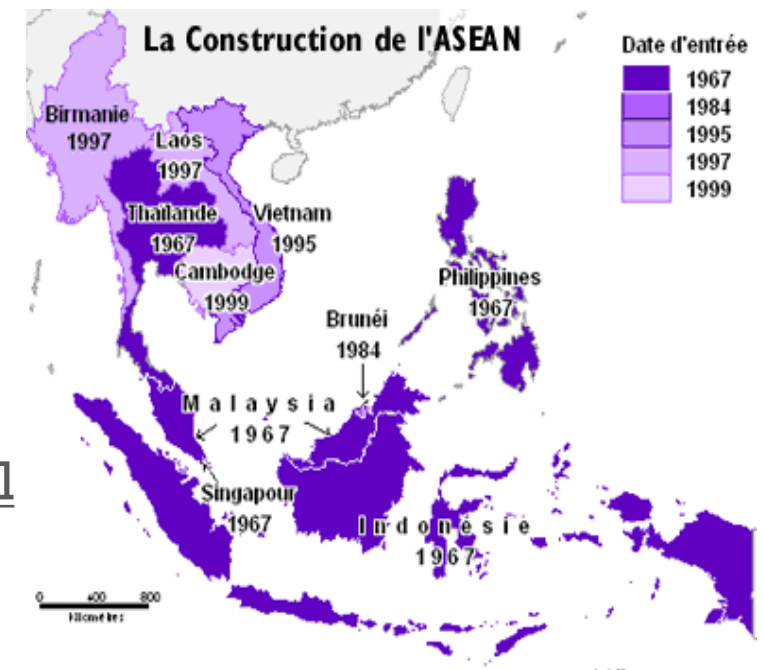 La Construction de l'ASEAN
Date d'entrée
1967
1984
1995
1997
1999
Birmanie
1997
Laos
1997
Thaïlande
1967
Vietnam
1995
Cambodge
1999
Philippines
1967
Brunéi
1984
Malaysia
1967
Singapour
1967
Indonésie
1967
0 400 800
Kilomètres